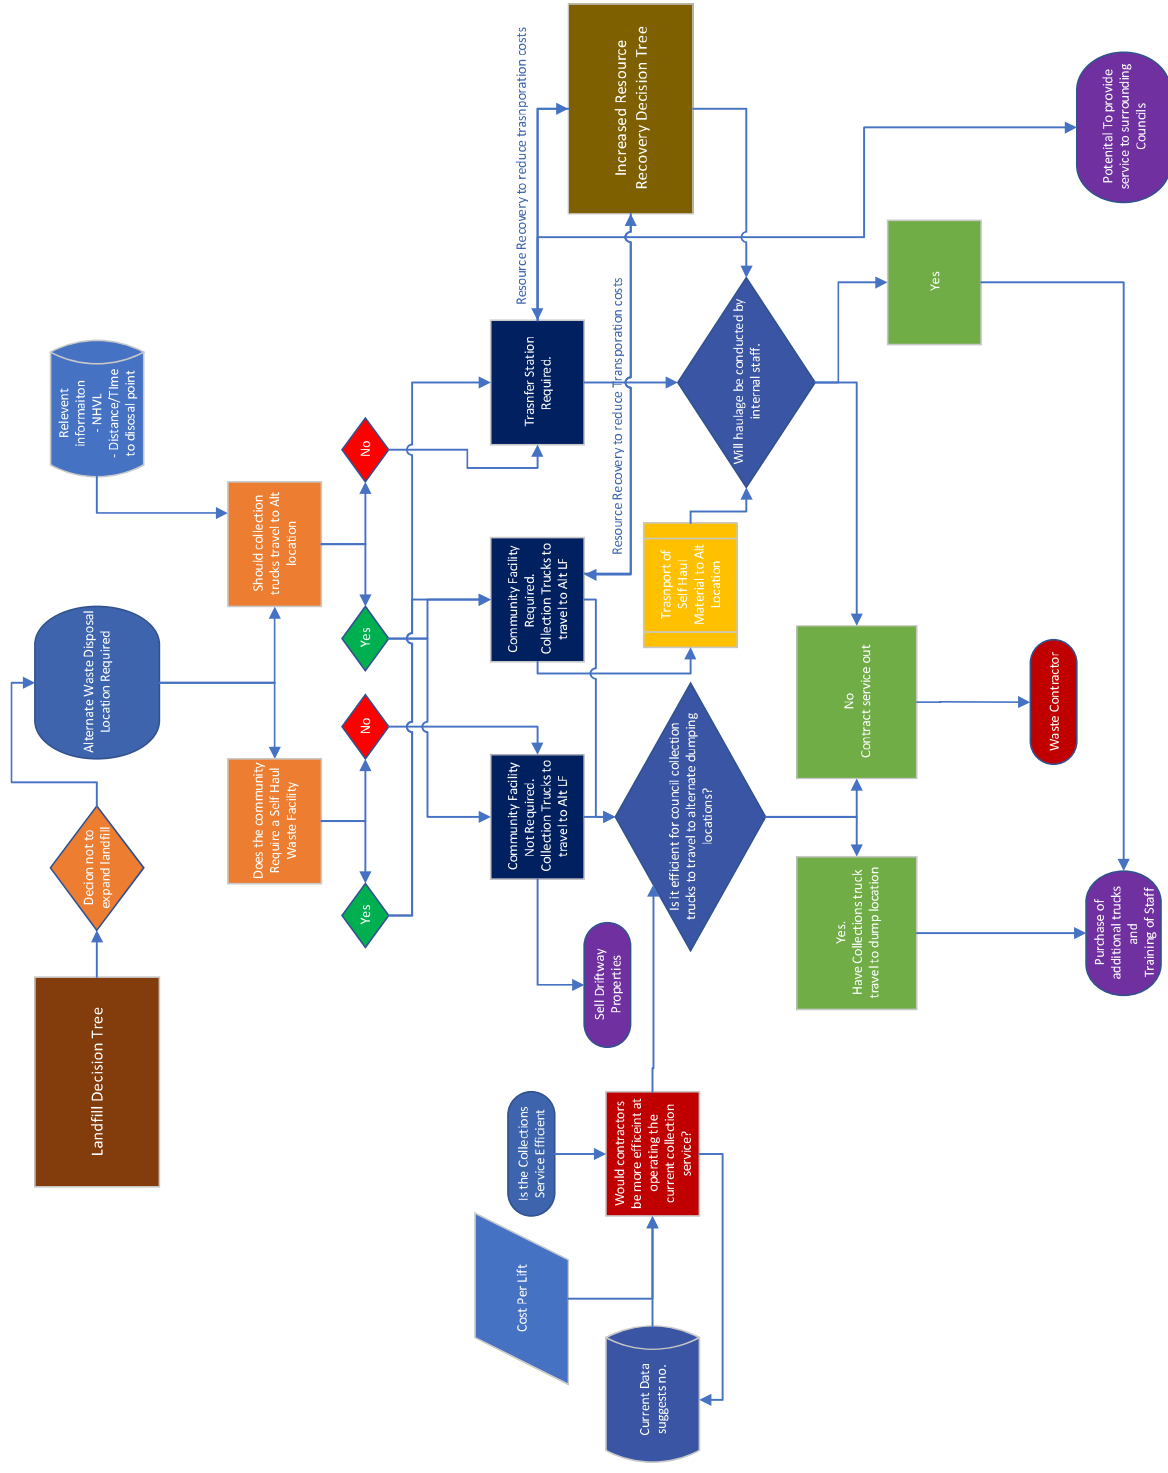 Landfill Decision Tree
Decion not to
expand landfill
Alternate Waste Disposal
Location Required
Relevent
informaiton
- NHVL
- Distance/TIme
to disosal point
Does the community
Require a Self Haul
Waste Facility
Should collection
trucks travel to Alt
location
Yes
No
Yes
No
Cost Per Lift
Is the Collections
Service Efficient
Community Facility
Not Required.
Collection Trucks to
travel to Alt LF
Community Facility
Required.
Collection Trucks to
travel to Alt LF
Trasnfer Station
Required.
Resource Recovery to reduce trasnporation costs
Current Data
suggests no.
Would contractors
be more efficeint at
operating the
current collection
service?
Sell Driftway
Properties
Is it efficient for council collection
trucks to travel to alternate dumping
locations?
Trasnport of
Self Haul
Material to Alt
Location
Resource Recovery to reduce Transporation costs
Will haulage be conducted by
internal staff.
Increased Resource
Recovery Decision Tree
Yes.
Have Collections truck
travel to dump location
No
Contract service out
Yes
Purchase of
additional trucks
and
Training of Staff
Waste Contractor
Potenital To provide
service to surrounding
Councils